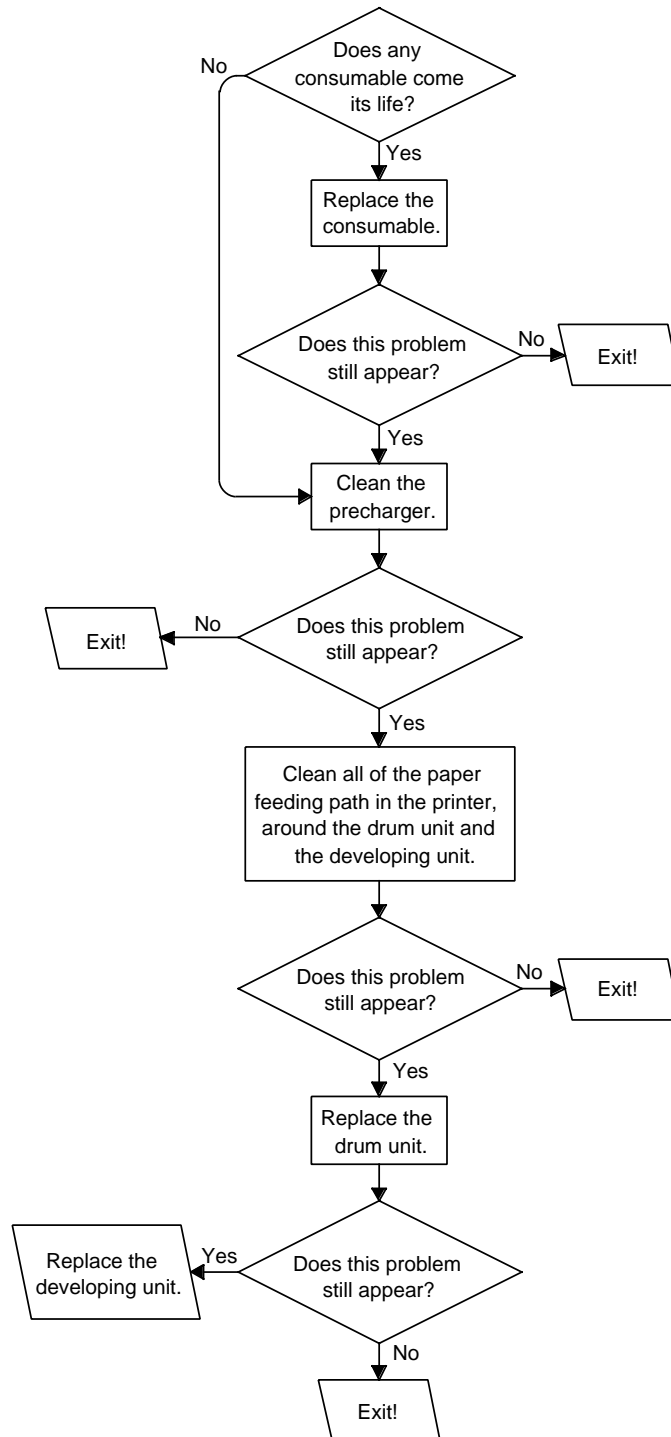 Does any
consumable come
its life?
No
Yes
Replace the
consumable.
Does this problem
still appear?
No
Exit!
Yes
Clean the
precharger.
Does this problem
still appear?
No
Exit!
Yes
Clean all of the paper
feeding path in the printer,
around the drum unit and
the developing unit.
Does this problem
still appear?
No
Exit!
Yes
Replace the
drum unit.
Does this problem
still appear?
Yes
Replace the
developing unit.
No
Exit!